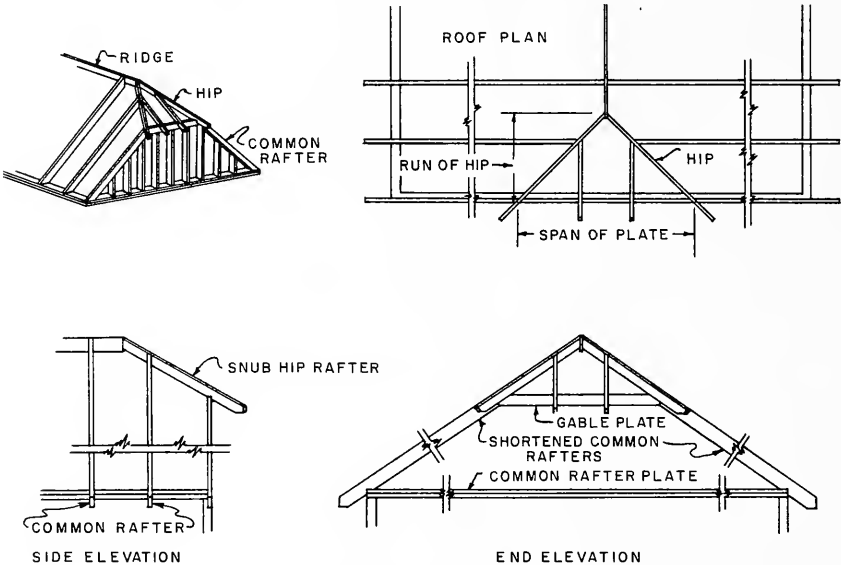 RIDGE
HIP
COMMON
RAFTER
ROOF PLAN
RUN OF HIP
HIP
SPAN OF PLATE
SNUB HIP RAFTER
COMMON RAFTER
SIDE ELEVATION
GABLE PLATE
SHORTENED COMMON
RAFTERS
COMMON RAFTER PLATE
END ELEVATION